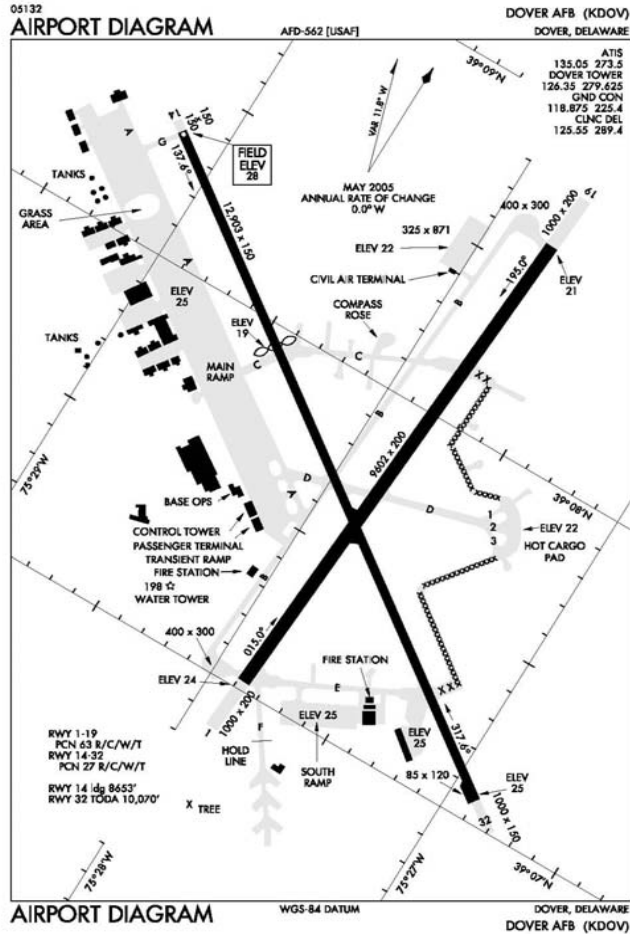 05132
AIRPORT DIAGRAM
AFD-562 [USAF]
DOVER AFB (KDOV)
DOVER, DELAWARE
ATIS
135.05 273.5
DOVER TOWER
126.35 279.625
GND CON
118.875 225.4
CLNC DEL
125.55 289.4
39°09'N
VAR 11.8° W
MAY 2005
ANNUAL RATE OF CHANGE
0.0° W
150
150
14
G
137.6°
FIELD
ELEV
28
A
TANKS
GRASS
AREA
12,903 x 150
A
ELEV
25
325 x 871
ELEV 22
400 x 300
1000 x 200
19
CIVIL AIR TERMINAL
B
195.0°
ELEV
21
COMPASS
ROSE
ELEV
19
C
C
TANKS
MAIN
RAMP
X X
B
9602 x 200
75°29'W
39°08'N
D
A
D
BASE OPS
CONTROL TOWER
PASSENGER TERMINAL
TRANSIENT RAMP
FIRE STATION
198
WATER TOWER
1
2
3
ELEV 22
HOT CARGO
PAD
B
015.0°
400 x 300
ELEV 24
1000 x 200
1
FIRE STATION
E
ELEV 25
F
HOLD
LINE
SOUTH
RAMP
ELEV
25
X X
317.6°
85 x 120
ELEV
25
1000 x 150
32
RWY 1-19
PCN 63 R/C/W/T
RWY 14-32
PCN 27 R/C/W/T
RWY 14 ldg 8653'
RWY 32 TODA 10,070'
X TREE
75°28'W
75°27'W
39°07'N
AIRPORT DIAGRAM
WGS-84 DATUM
DOVER, DELAWARE
DOVER AFB (KDOV)